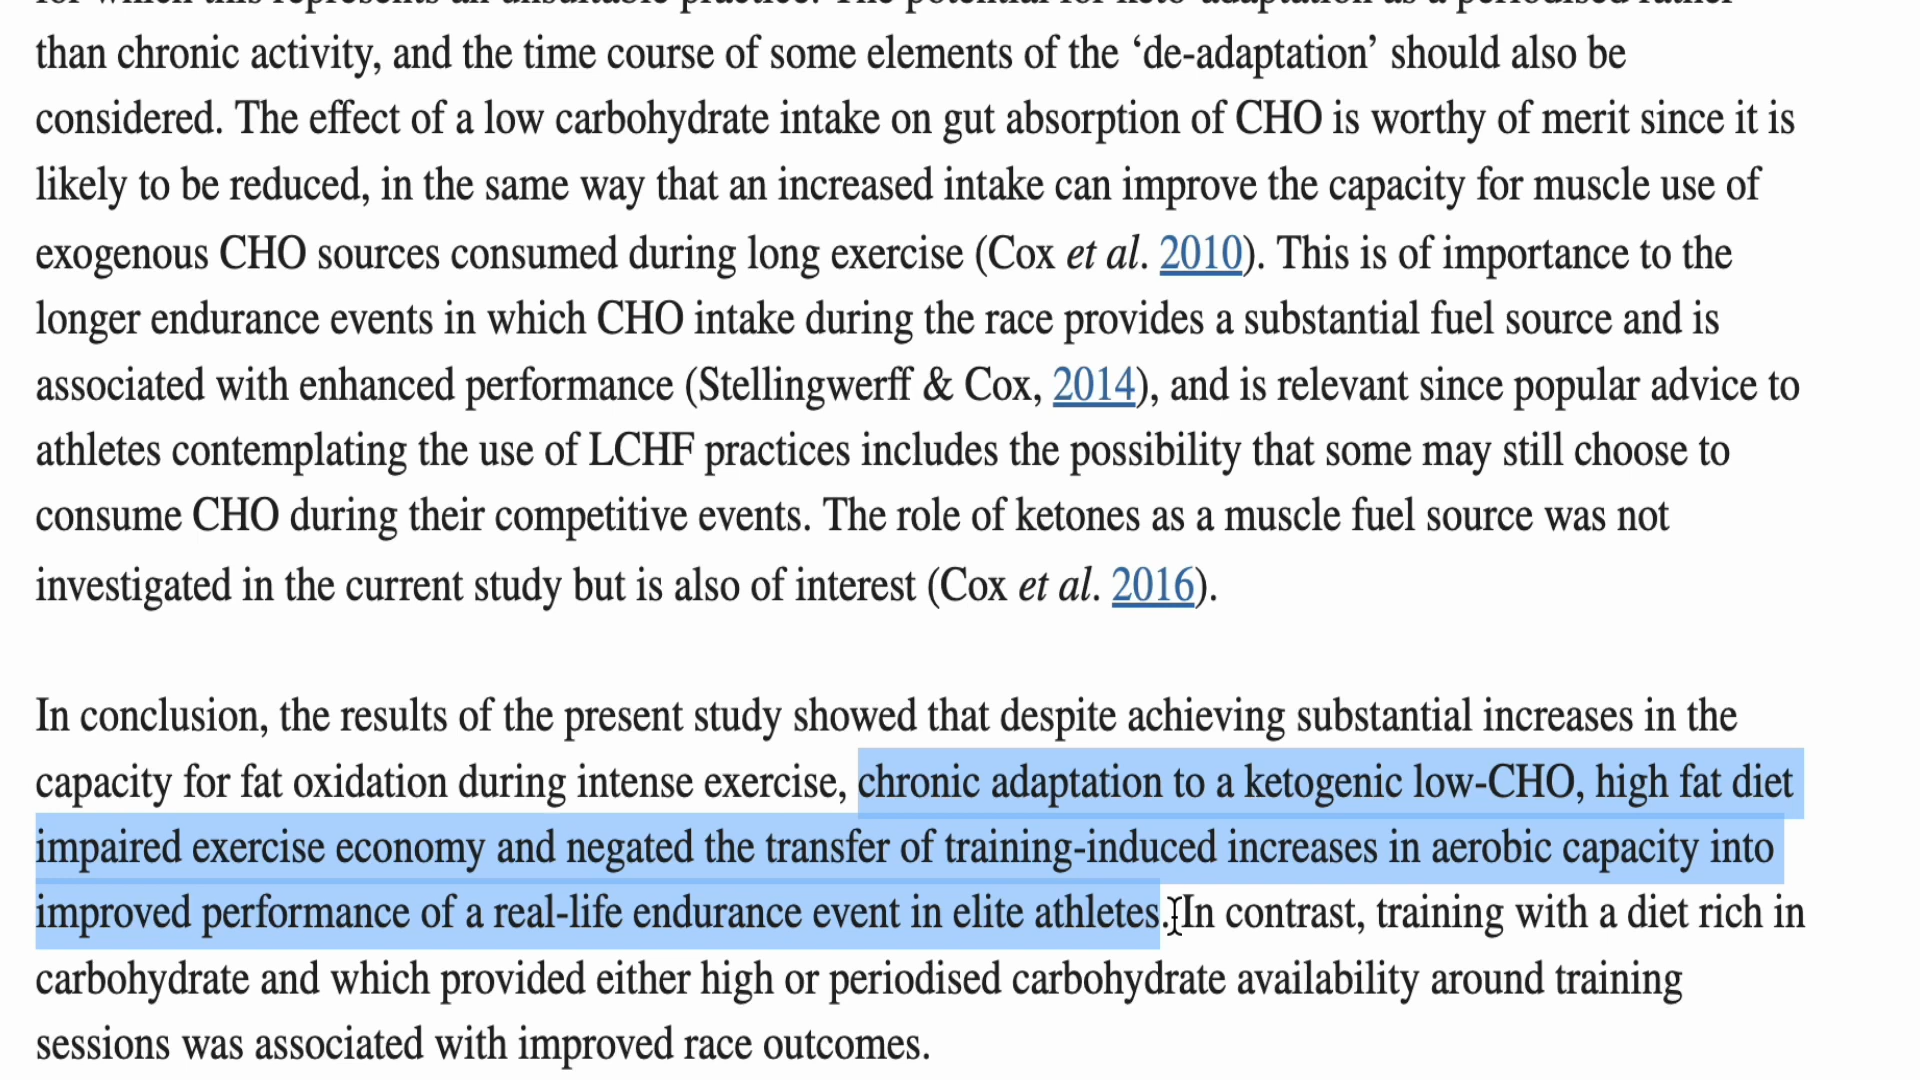 than chronic activity, and the time course of some elements of the ‘de-adaptation’ should also be
considered. The effect of a low carbohydrate intake on gut absorption of CHO is worthy of merit since it is
likely to be reduced, in the same way that an increased intake can improve the capacity for muscle use of
exogenous CHO sources consumed during long exercise (Cox et al. 2010). This is of importance to the
longer endurance events in which CHO intake during the race provides a substantial fuel source and is
associated with enhanced performance (Stellingwerff & Cox, 2014), and is relevant since popular advice to
athletes contemplating the use of LCHF practices includes the possibility that some may still choose to
consume CHO during their competitive events. The role of ketones as a muscle fuel source was not
investigated in the current study but is also of interest (Cox et al. 2016).
In conclusion, the results of the present study showed that despite achieving substantial increases in the
capacity for fat oxidation during intense exercise, chronic adaptation to a ketogenic low-CHO, high fat diet
impaired exercise economy and negated the transfer of training-induced increases in aerobic capacity into
improved performance of a real-life endurance event in elite athletes. In contrast, training with a diet rich in
carbohydrate and which provided either high or periodised carbohydrate availability around training
sessions was associated with improved race outcomes.